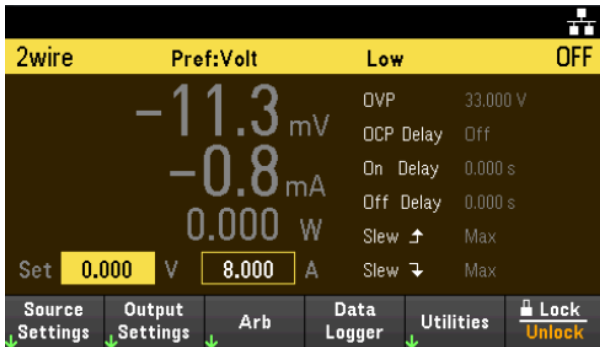 2wire Pref:Volt Low OFF
-11.3 mV
-0.8 mA
0.000 W
OVP 33.000 V
OCP Delay Off
On Delay 0.000 s
Off Delay 0.000 s
Slew Max
Slew Max
Set 0.000 V 8.000 A
Source Settings
Output Settings
Arb
Data Logger
Utilities
Lock
Unlock